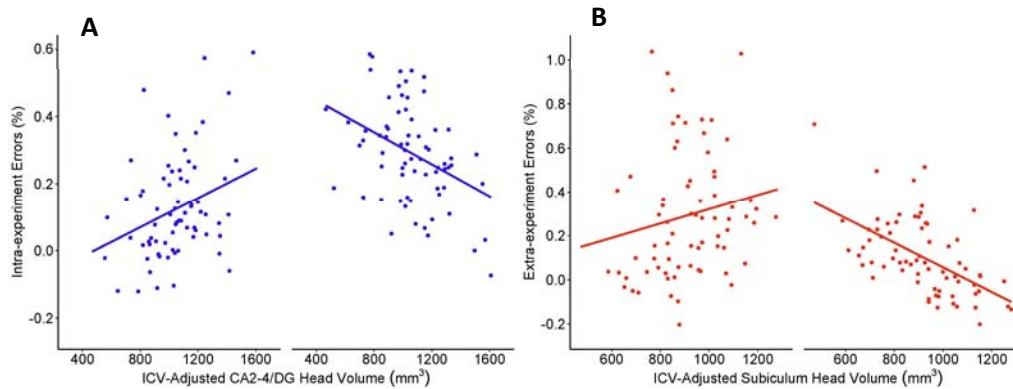 A
B
Intra-experiment Errors (%)
0.6
0.4
0.2
0.0
-0.2
400 800 1200 1600 400 800 1200 1600
ICV-Adjusted CA2-4/DG Head Volume (mm³)
Extra-experiment Errors (%)
1.0
0.8
0.6
0.4
0.2
0.0
-0.2
600 800 1000 1200 600 800 1000 1200
ICV-Adjusted Subiculum Head Volume (mm³)